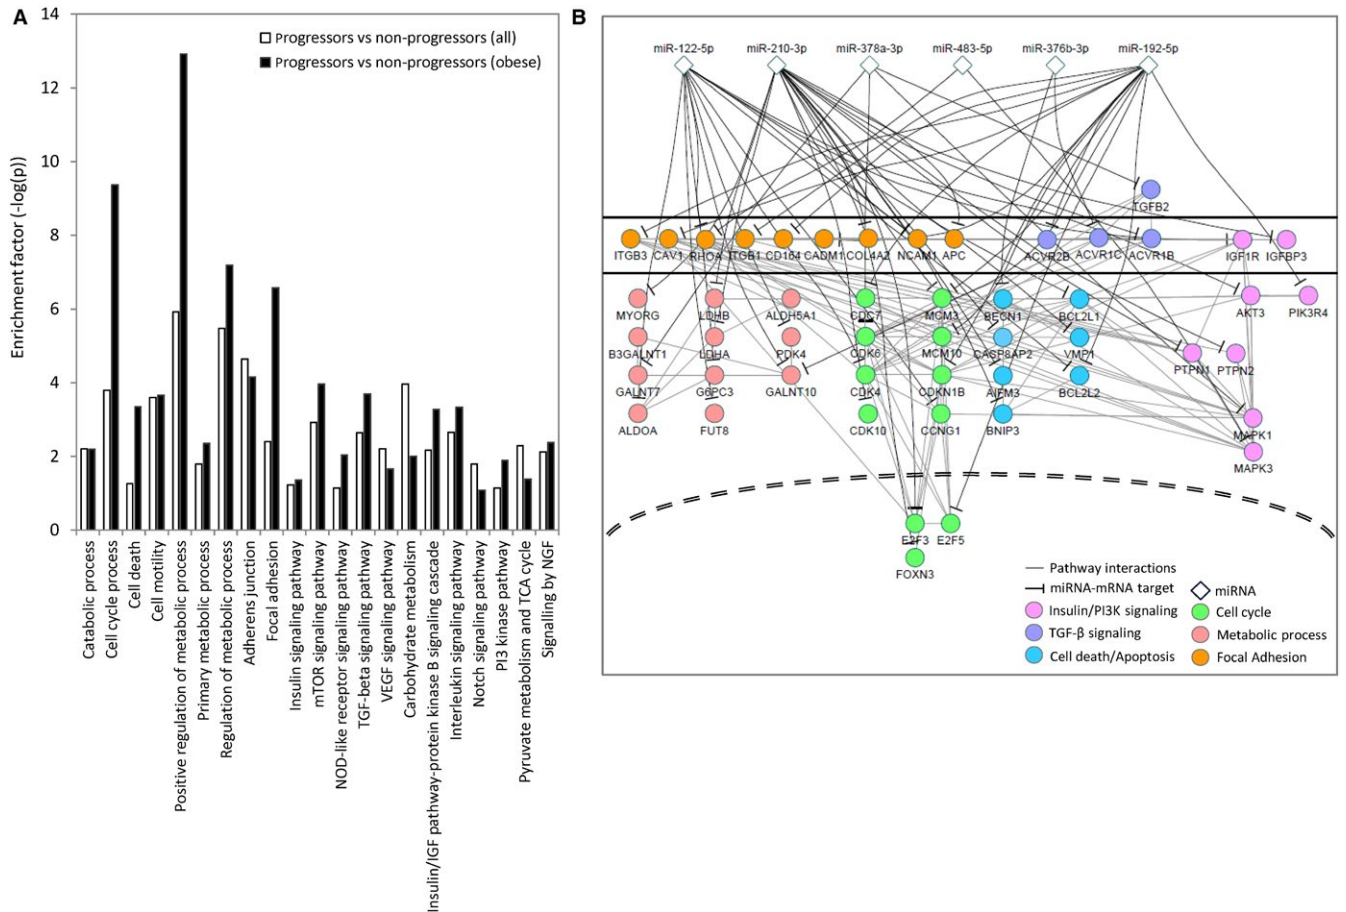 A
Enrichment factor (-log(p))
14
12
10
8
6
4
2
0
Progressors vs non-progressors (all)
Progressors vs non-progressors (obese)
Catabolic process
Cell cycle process
Cell death
Cell motility
Positive regulation of metabolic process
Primary metabolic process
Regulation of metabolic process
Adherens junction
Focal adhesion
Insulin signaling pathway
mTOR signaling pathway
NOD-like receptor signaling pathway
TGF-beta signaling pathway
VEGF signaling pathway
Carbohydrate metabolism
Insulin/IGF pathway-protein kinase B signaling cascade
Interleukin signaling pathway
Notch signaling pathway
PI3 kinase pathway
Pyruvate metabolism and TCA cycle
Signalling by NGF
B
miR-122-5p miR-210-3p miR-378a-3p miR-483-5p miR-376b-3p miR-192-5p
TGFB2
ITGB3 CAV1 RHOA ITGB1 CD164 CADM1 COL4A2 NCAM1 APC ACVR2B ACVR1C ACVR1B IGF1R IGFBP3
MYORG LDHB ALDH5A1 CDC7 MCM3 BECN1 BCL2L1 AKT3 PIK3R4
B3GALNT1 LDHA PDK4 CDK6 MCM10 CASP8AP2 VMP1 PTPN1 PTPN2
GALNT7 G6PC3 GALNT10 CDK4 CDKN1B AIFM3 BCL2L2
ALDOA FUT8 CDK10 CCNG1 BNIP3 MAPK1
MAPK3
E2F3 E2F5
FOXN3
Pathway interactions
miRNA-mRNA target miRNA
Insulin/PI3K signaling Cell cycle
TGF-β signaling Metabolic process
Cell death/Apoptosis Focal Adhesion